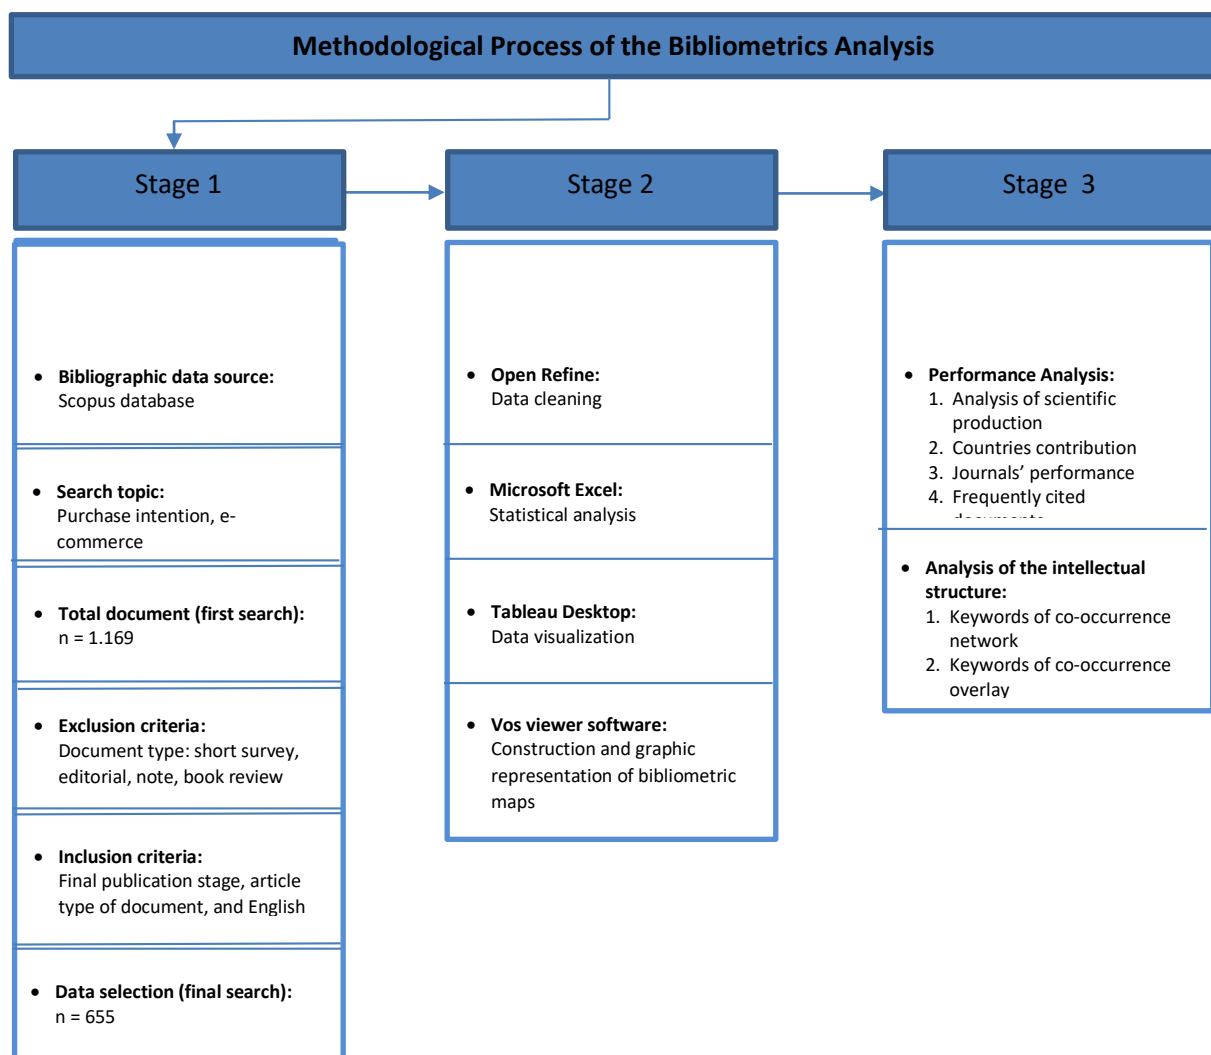 Methodological Process of the Bibliometrics Analysis
Stage 1
• Bibliographic data source:
Scopus database
• Search topic:
Purchase intention, e-
commerce
• Total document (first search):
n = 1.169
• Exclusion criteria:
Document type: short survey,
editorial, note, book review
• Inclusion criteria:
Final publication stage, article
type of document, and English
• Data selection (final search):
n = 655
Stage 2
• Open Refine:
Data cleaning
• Microsoft Excel:
Statistical analysis
• Tableau Desktop:
Data visualization
• Vos viewer software:
Construction and graphic
representation of bibliometric
maps
Stage 3
• Performance Analysis:
1. Analysis of scientific
production
2. Countries contribution
3. Journals’ performance
4. Frequently cited
• Analysis of the intellectual
structure:
1. Keywords of co-occurrence
network
2. Keywords of co-occurrence
overlay